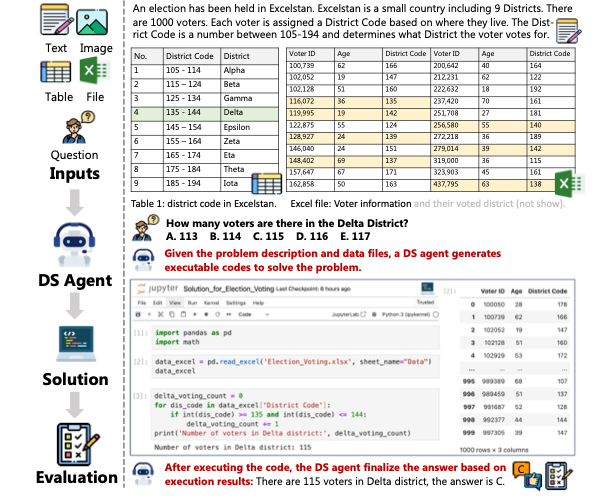 An election has been held in Excelstan. Excelstan is a small country including 9 Districts. There
are 1000 voters. Each voter is assigned a District Code based on where they live. The Dist-
rict Code is a number between 105-194 and determines what District the voter votes for.
Text Image
Table File
Question
Inputs
DS Agent
Solution
Evaluation
No. District Code District
1 105 - 114 Alpha
2 115 – 124 Beta
3 125 - 134 Gamma
4 135 - 144 Delta
5 145 – 154 Epsilon
6 155 – 164 Zeta
7 165 - 174 Eta
8 175 - 184 Theta
9 185 - 194 Iota
Voter ID Age District Code Voter ID Age District Code
100,739 62 166 200,642 40 164
102,052 19 147 212,231 62 122
102,128 51 160 222,632 18 192
116,072 36 135 237,420 70 161
119,995 19 142 251,708 27 181
122,875 55 124 256,580 55 140
128,927 24 139 272,218 36 189
146,040 24 151 279,014 39 142
148,402 69 137 319,000 36 115
157,647 67 171 323,903 45 161
162,858 50 163 437,795 63 138
Table 1: district code in Excelstan. Excel file: Voter information and their voted district (not show).
How many voters are there in the Delta District?
A. 113 B. 114 C. 115 D. 116 E. 117
Given the problem description and data files, a DS agent generates
executable codes to solve the problem.
jupyter Solution_for_Election_Voting Last Checkpoint: 6 hours ago
File Edit View Run Kernel Settings Help Trusted
Code JupyterLab Python 3 (ipykernel)
[1]: import pandas as pd
import math
[2]: data_excel = pd.read_excel('Election_Voting.xlsx', sheet_name="Data")
data_excel
[3]: delta_voting_count = 0
for dis_code in data_excel['District Code']:
if int(dis_code) >= 135 and int(dis_code) <= 144:
delta_voting_count += 1
print('Number of voters in Delta district:', delta_voting_count)
Number of voters in Delta district: 115
[2]: Voter ID Age District Code
0 100050 28 178
1 100739 62 166
2 102052 19 147
3 102128 51 160
4 102929 53 172
... ... ... ...
995 989389 68 107
996 989459 51 137
997 991687 52 128
998 992377 44 144
999 997305 39 147
1000 rows × 3 columns
After executing the code, the DS agent finalize the answer based on
execution results: There are 115 voters in Delta district, the answer is C.